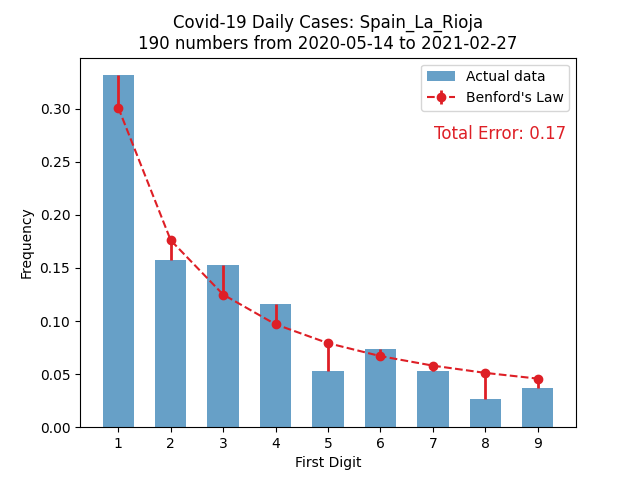 Covid-19 Daily Cases: Spain_La_Rioja
190 numbers from 2020-05-14 to 2021-02-27
Actual data
Benford's Law
Total Error: 0.17
Frequency
0.30
0.25
0.20
0.15
0.10
0.05
0.00
1 2 3 4 5 6 7 8 9
First Digit